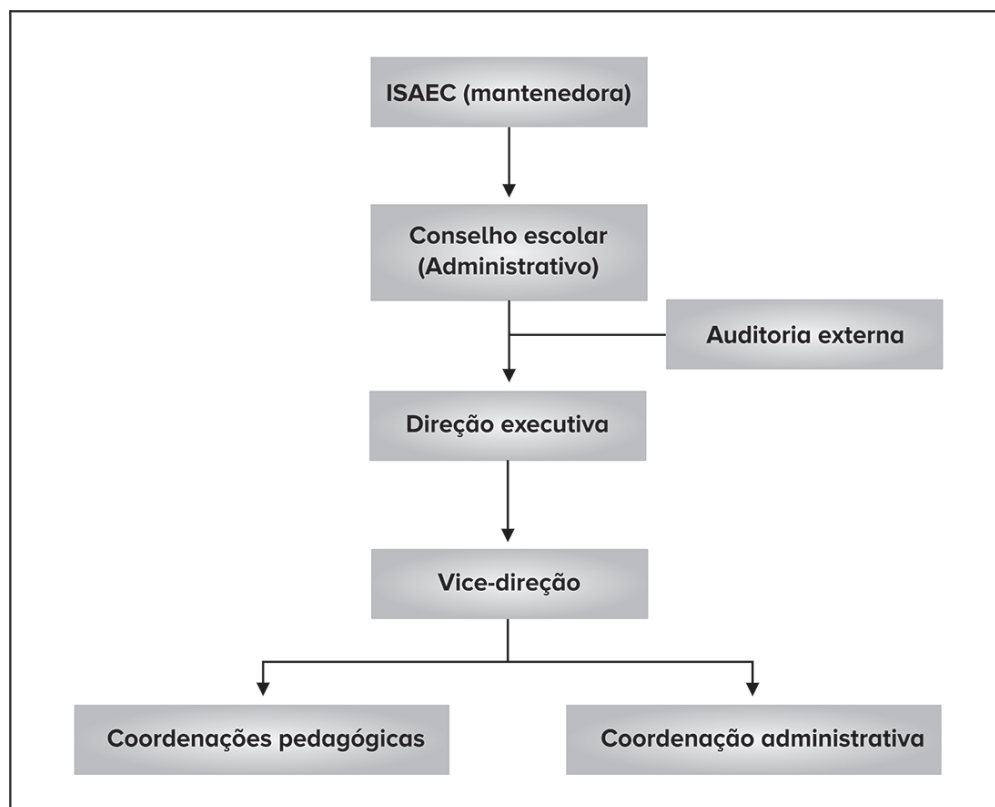 ISAEC (mantenedora)
Conselho escolar
(Administrativo)
Auditoria externa
Direção executiva
Vice-direção
Coordenações pedagógicas
Coordenação administrativa